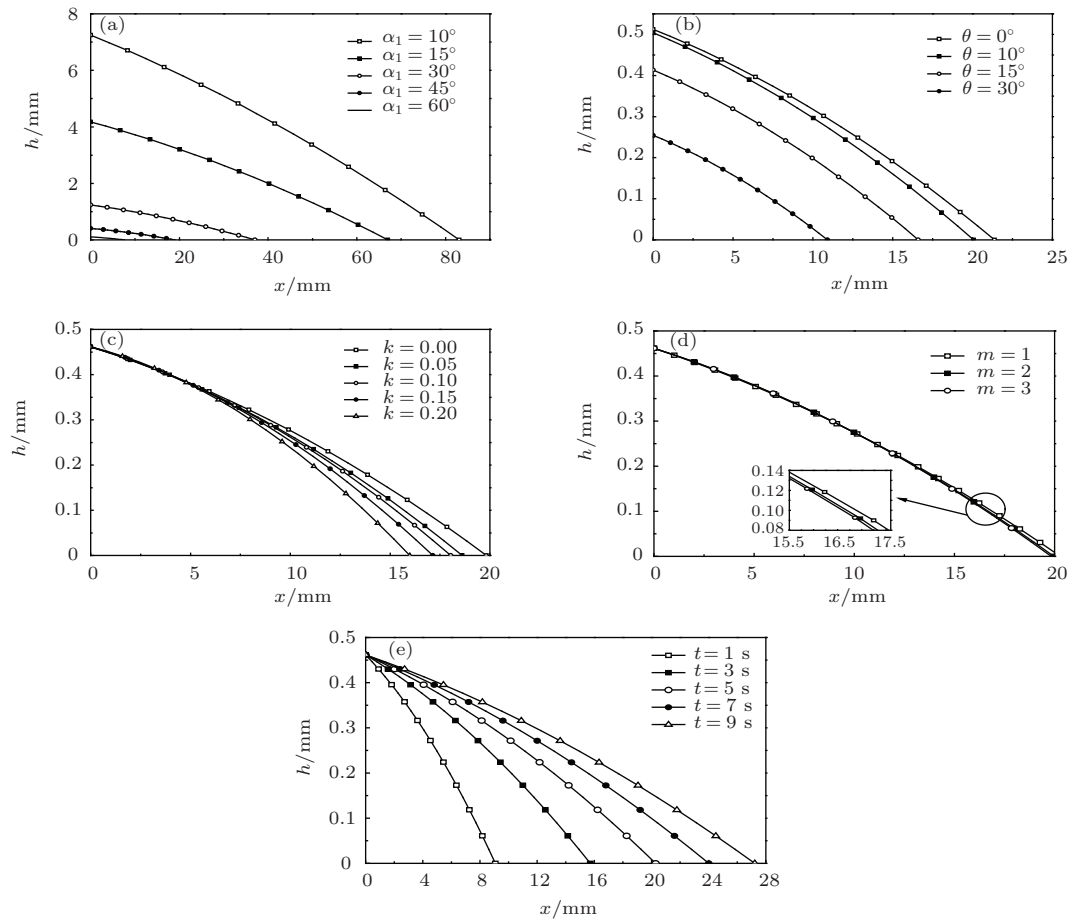 (a)
α₁ = 10°
α₁ = 15°
α₁ = 30°
α₁ = 45°
α₁ = 60°
8
6
4
2
0
h/mm
0 20 40 60 80
x/mm
(b)
θ = 0°
θ = 10°
θ = 15°
θ = 30°
0.5
0.4
0.3
0.2
0.1
0
h/mm
0 5 10 15 20 25
x/mm
(c)
k = 0.00
k = 0.05
k = 0.10
k = 0.15
k = 0.20
0.5
0.4
0.3
0.2
0.1
0
h/mm
0 5 10 15 20
x/mm
(d)
m = 1
m = 2
m = 3
0.5
0.4
0.3
0.2
0.1
0
h/mm
0.14
0.12
0.10
0.08
15.5 16.5 17.5
0 5 10 15 20
x/mm
(e)
t = 1 s
t = 3 s
t = 5 s
t = 7 s
t = 9 s
0.5
0.4
0.3
0.2
0.1
0
h/mm
0 4 8 12 16 20 24 28
x/mm